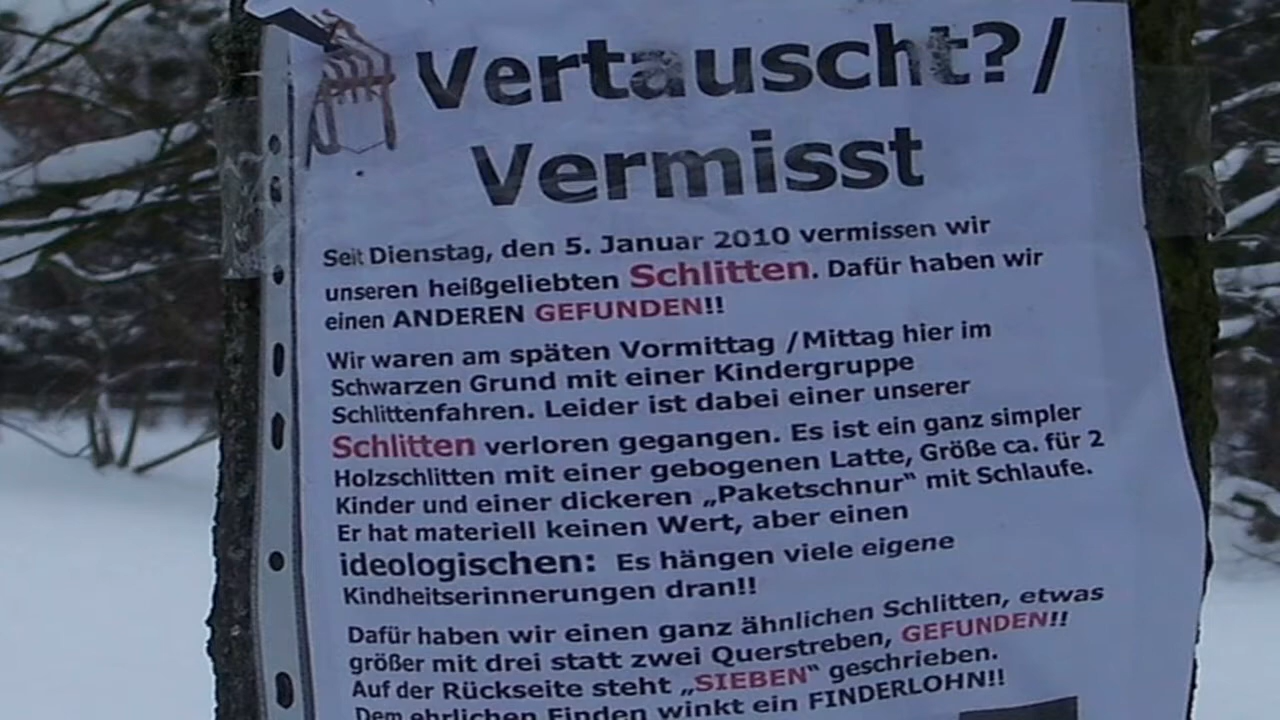 Vertauscht?/
Vermisst
Seit Dienstag, den 5. Januar 2010 vermissen wir
unseren heißgeliebten Schlitten. Dafür haben wir
einen ANDEREN GEFUNDEN!!
Wir waren am späten Vormittag /Mittag hier im
Schwarzen Grund mit einer Kindergruppe
Schlittenfahren. Leider ist dabei einer unserer
Schlitten verloren gegangen. Es ist ein ganz simpler
Holzschlitten mit einer gebogenen Latte, Größe ca. für 2
Kinder und einer dickeren „Paketschnur“ mit Schlaufe.
Er hat materiell keinen Wert, aber einen
ideologischen: Es hängen viele eigene
Kindheitserinnerungen dran!!
Dafür haben wir einen ganz ähnlichen Schlitten, etwas
größer mit drei statt zwei Querstreben, GEFUNDEN!!
Auf der Rückseite steht „SIEBEN“ geschrieben.
Dem ehrlichen Finden winkt ein FINDERLOHN!!